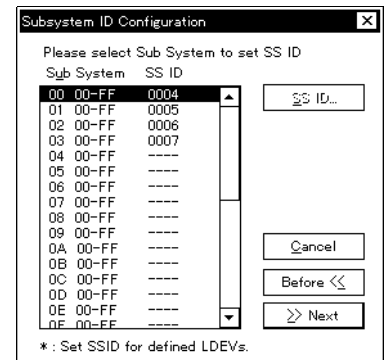 Subsystem ID Configuration
Please select Sub System to set SS ID
Sub System SS ID
00 00-FF 0004
01 00-FF 0005
02 00-FF 0006
03 00-FF 0007
04 00-FF ----
05 00-FF ----
06 00-FF ----
07 00-FF ----
08 00-FF ----
09 00-FF ----
0A 00-FF ----
0B 00-FF ----
0C 00-FF ----
0D 00-FF ----
0E 00-FF ----
0F 00-FF ----
SS ID...
Cancel
Before <<
>> Next
* : Set SSID for defined LDEVs.